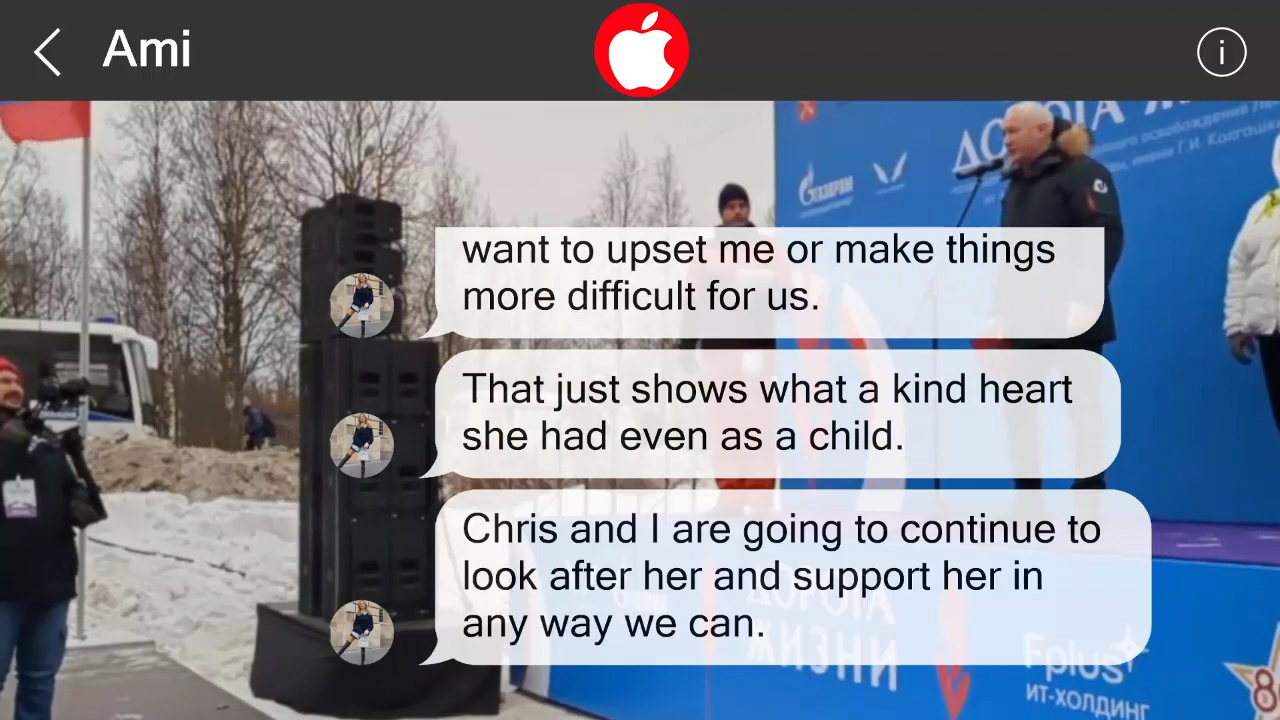 Ami
i
ДОРОГА
ГАЗПРОМ
want to upset me or make things
more difficult for us.
That just shows what a kind heart
she had even as a child.
Chris and I are going to continue to
look after her and support her in
any way we can.
ДОРОГА
ЖИЗНИ
Fplus
ИТ-ХОЛДИНГ
8